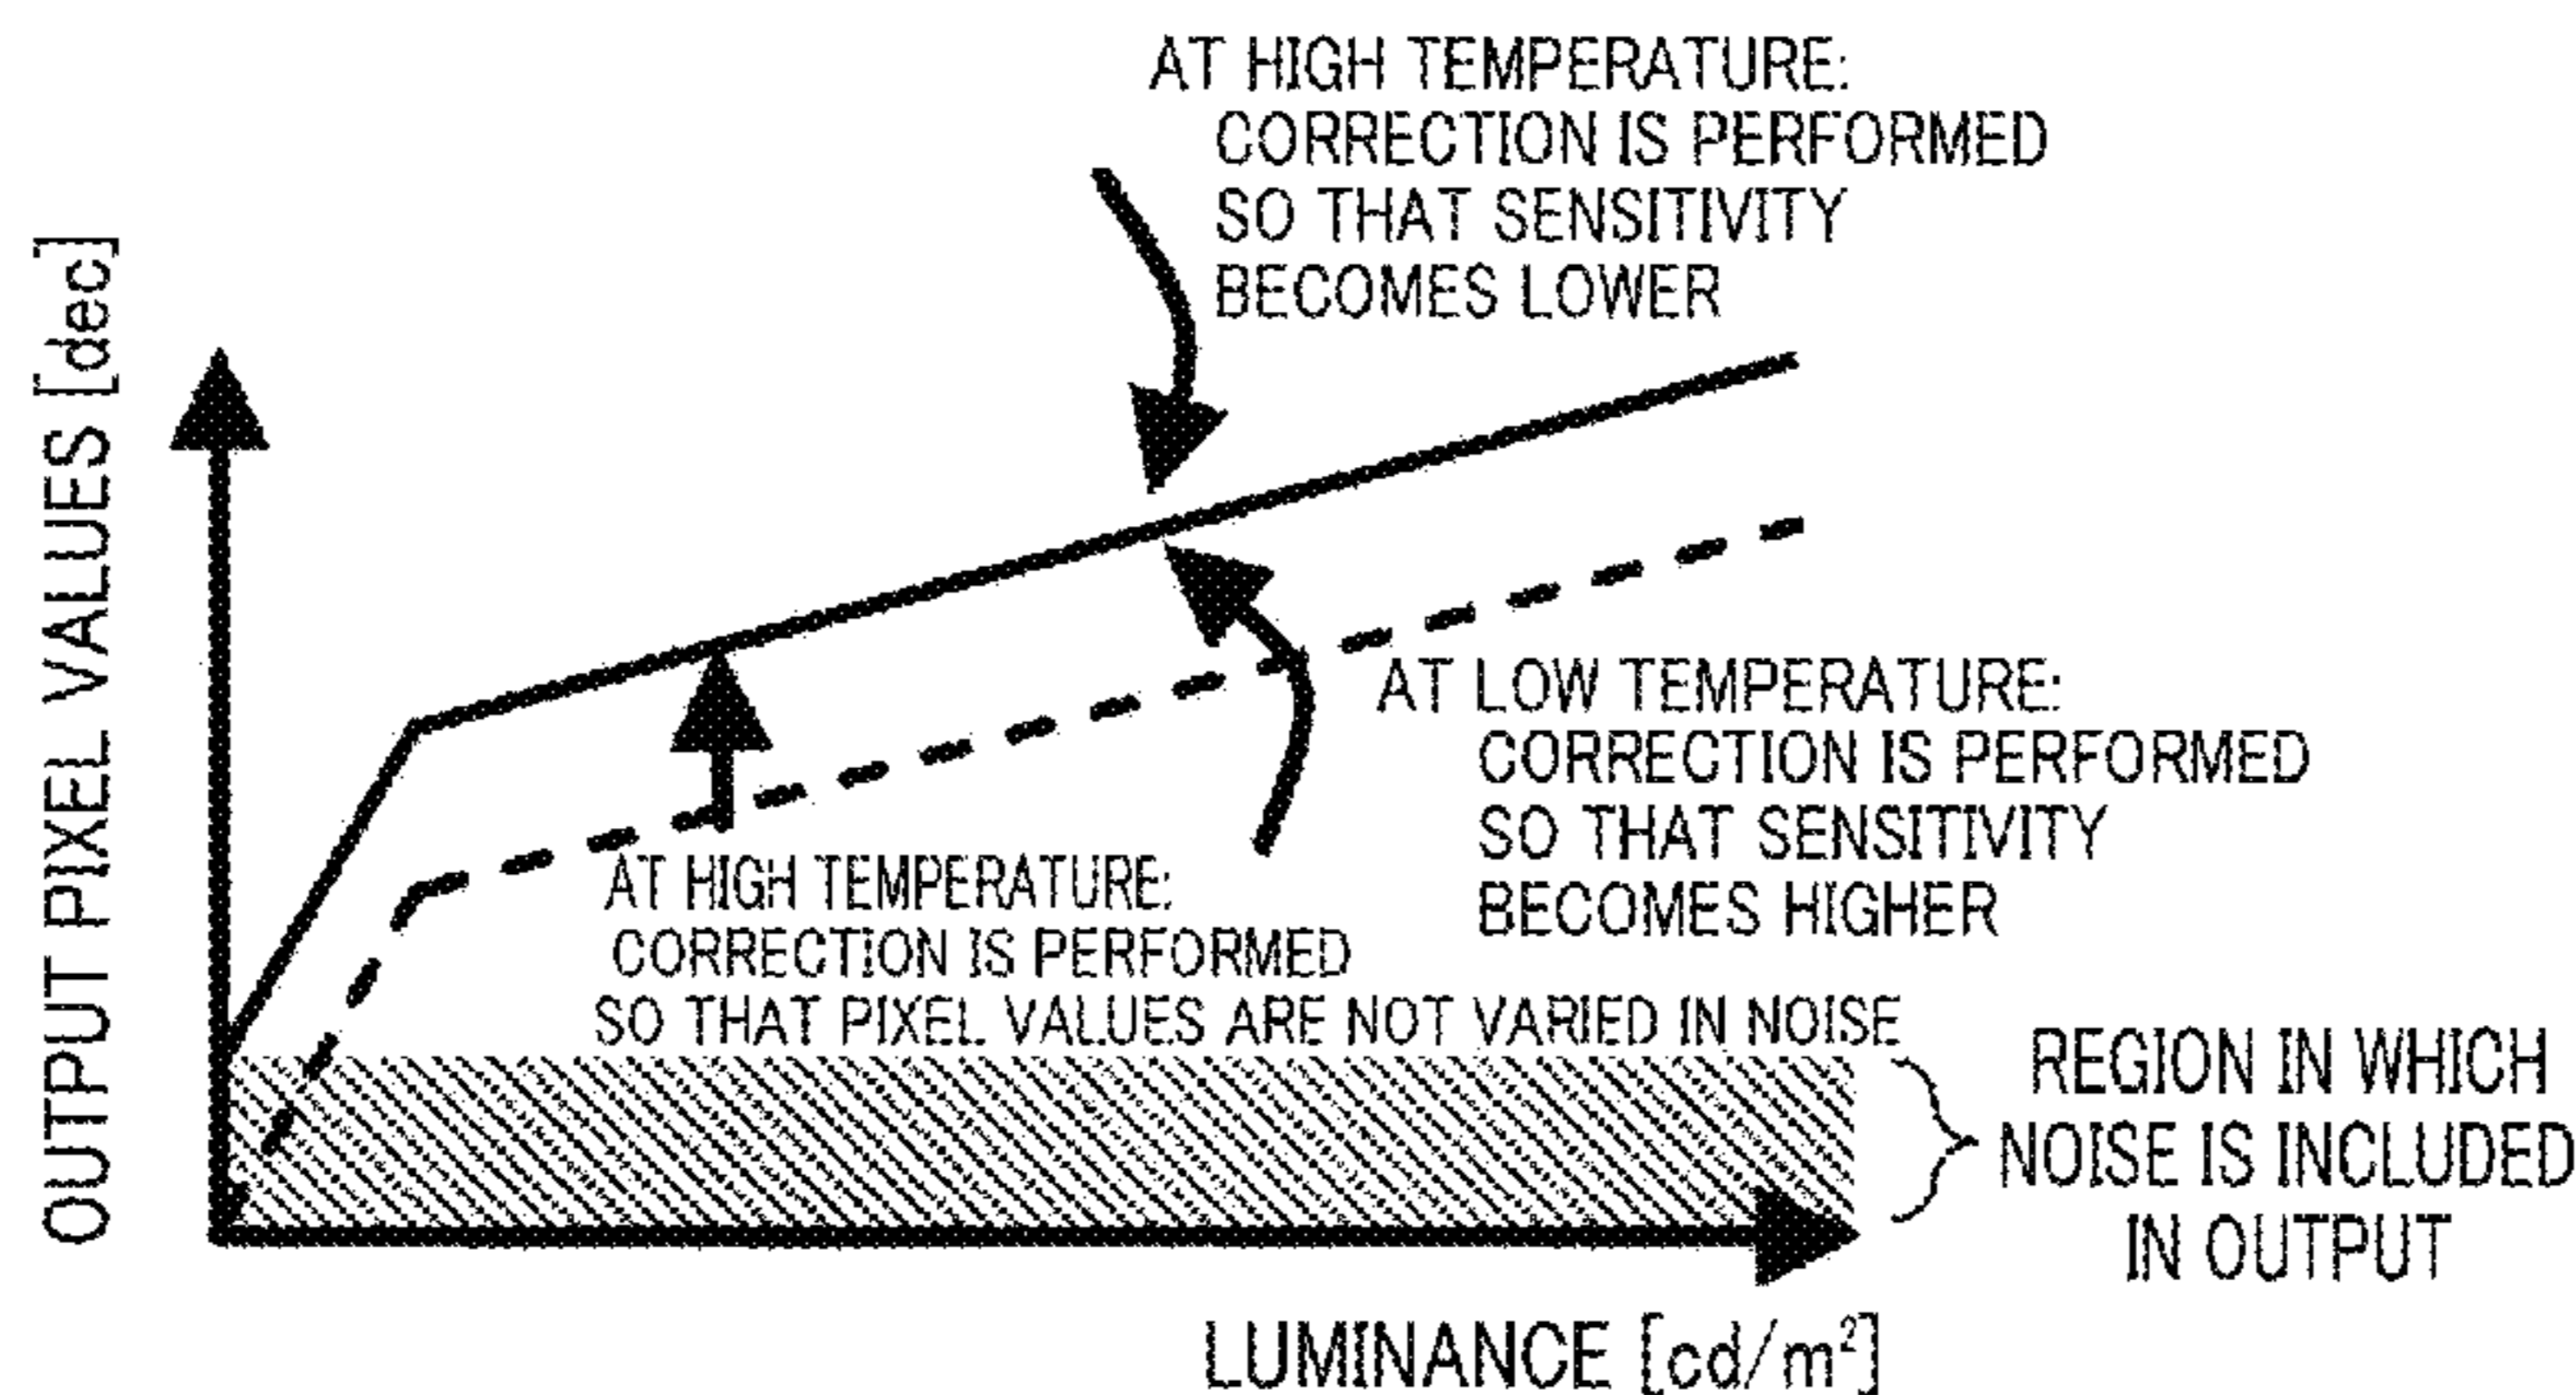 AT HIGH TEMPERATURE:
CORRECTION IS PERFORMED
SO THAT SENSITIVITY
BECOMES LOWER
OUTPUT PIXEL VALUES [dec]
AT LOW TEMPERATURE:
CORRECTION IS PERFORMED
SO THAT SENSITIVITY
BECOMES HIGHER
AT HIGH TEMPERATURE:
CORRECTION IS PERFORMED
SO THAT PIXEL VALUES ARE NOT VARIED IN NOISE
REGION IN WHICH
NOISE IS INCLUDED
IN OUTPUT
LUMINANCE [cd/m²]